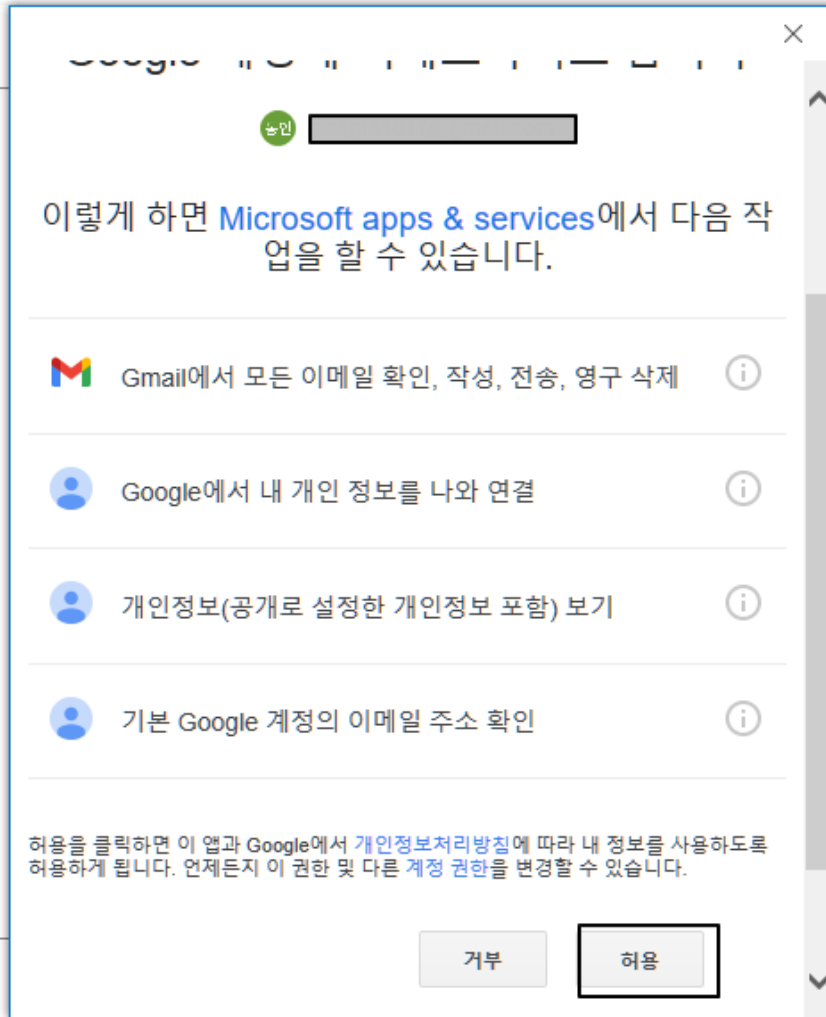 Google
농인
이렇게 하면 Microsoft apps & services에서 다음 작
업을 할 수 있습니다.
Gmail에서 모든 이메일 확인, 작성, 전송, 영구 삭제
Google에서 내 개인 정보를 나와 연결
개인정보(공개로 설정한 개인정보 포함) 보기
기본 Google 계정의 이메일 주소 확인
허용을 클릭하면 이 앱과 Google에서 개인정보처리방침에 따라 내 정보를 사용하도록
허용하게 됩니다. 언제든지 이 권한 및 다른 계정 권한을 변경할 수 있습니다.
거부
허용